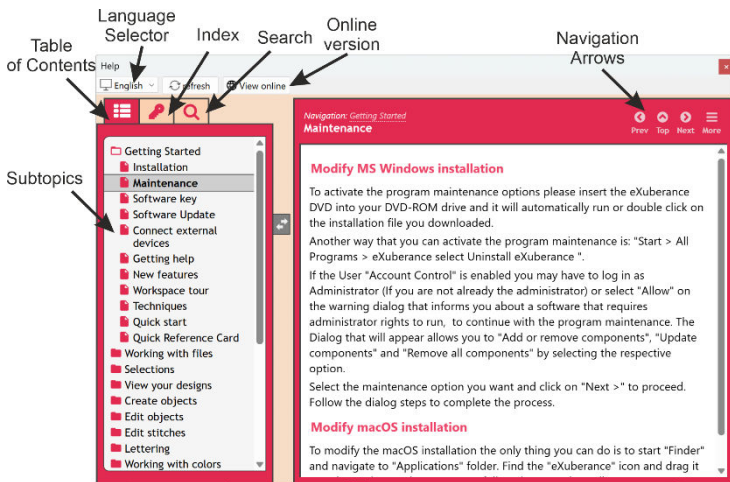 Language
Selector
Index
Search
Online
version
Navigation
Arrows
Table
of Contents
Help
English
refresh
View online
Navigation: Getting Started
Maintenance
Prev Top Next More
Subtopics
Getting Started
Installation
Maintenance
Software key
Software Update
Connect external
devices
Getting help
New features
Workspace tour
Techniques
Quick start
Quick Reference Card
Working with files
Selections
View your designs
Create objects
Edit objects
Edit stitches
Lettering
Working with colors
Modify MS Windows installation
To activate the program maintenance options please insert the eXuberance
DVD into your DVD-ROM drive and it will automatically run or double click on
the installation file you downloaded.
Another way that you can activate the program maintenance is: "Start > All
Programs > eXuberance select Uninstall eXuberance ".
If the User "Account Control" is enabled you may have to log in as
Administrator (If you are not already the administrator) or select "Allow" on
the warning dialog that informs you about a software that requires
administrator rights to run, to continue with the program maintenance. The
Dialog that will appear allows you to "Add or remove components", "Update
components" and "Remove all components" by selecting the respective
option.
Select the maintenance option you want and click on "Next >" to proceed.
Follow the dialog steps to complete the process.
Modify macOS installation
To modify the macOS installation the only thing you can do is to start "Finder"
and navigate to "Applications" folder. Find the "eXuberance" icon and drag it